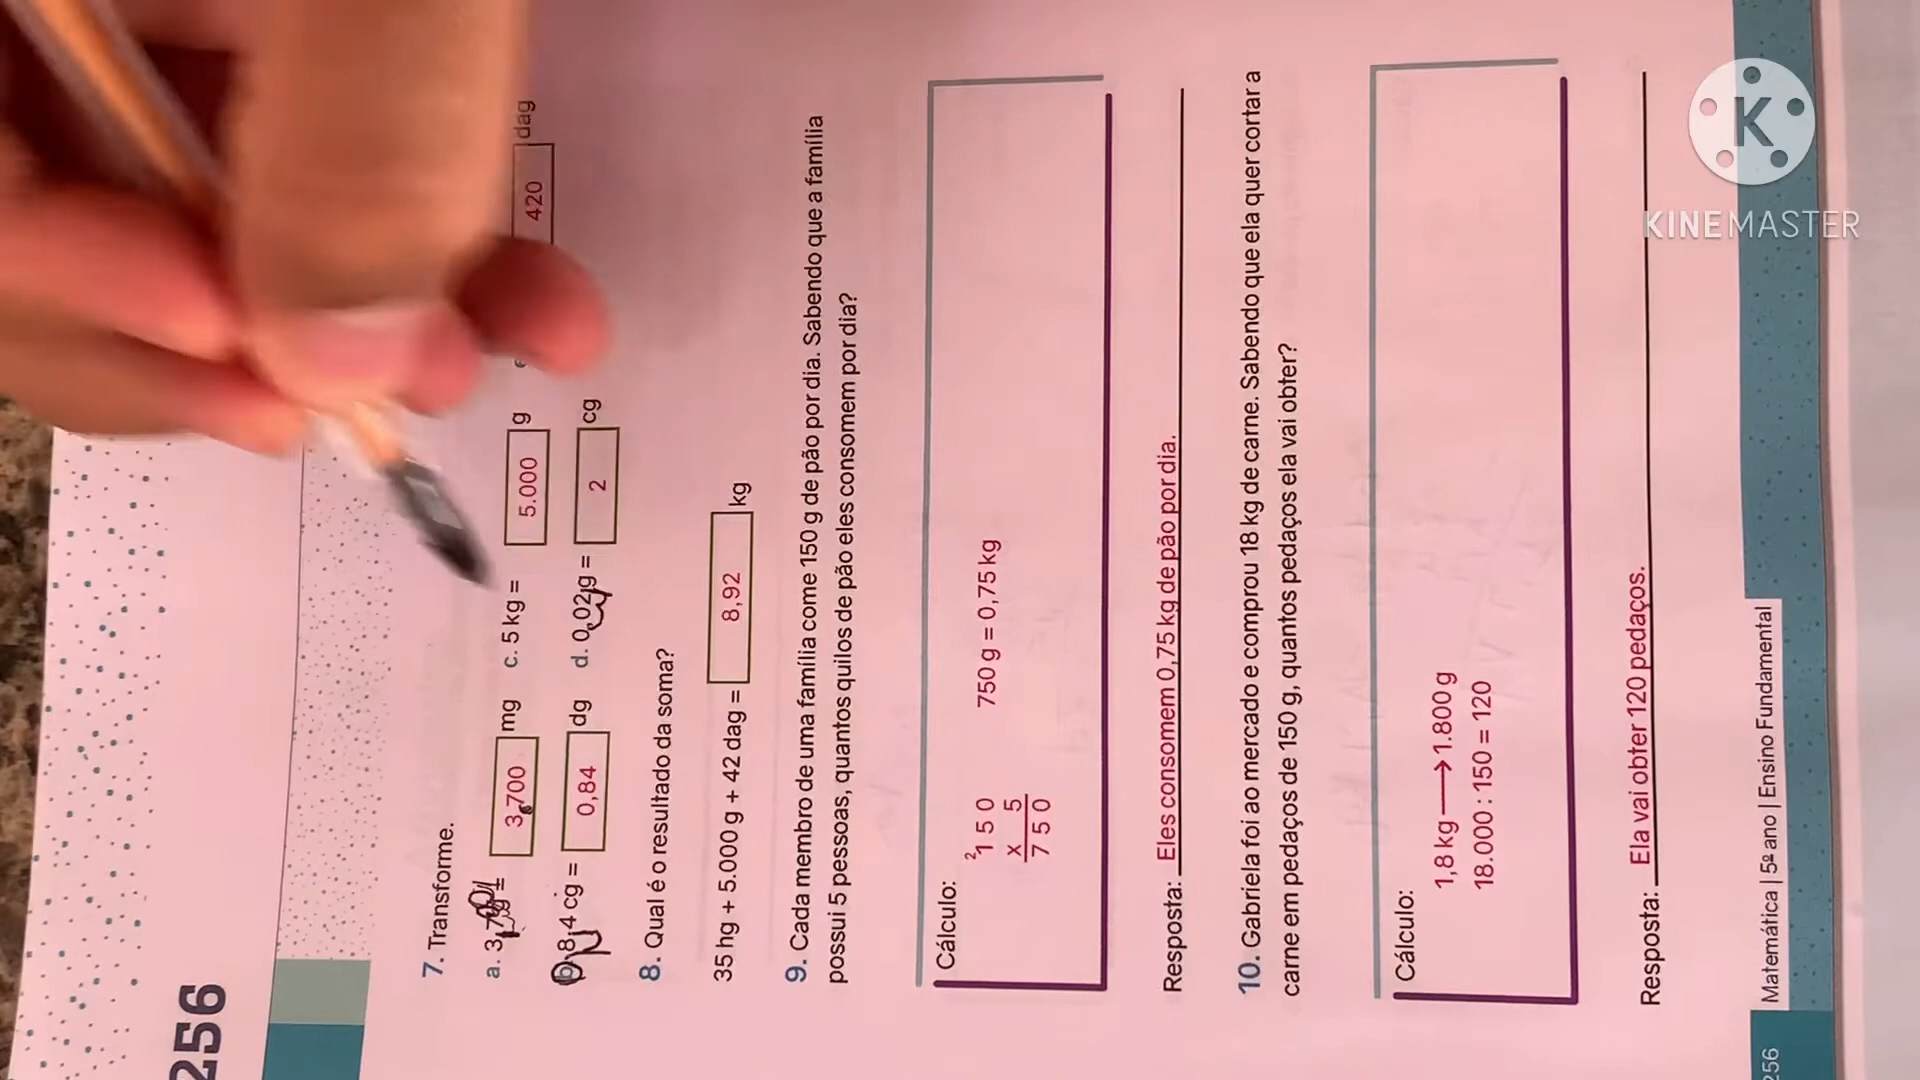 256
7. Transforme.
a. 3,7 g = 3,700 mg c. 5 kg = 5.000 g 420 dag
8,4 cg = 0,84 dg d. 0,02 g = 2 cg
8. Qual é o resultado da soma?
35 hg + 5.000 g + 42 dag = 8,92 kg
9. Cada membro de uma família come 150 g de pão por dia. Sabendo que a família
possui 5 pessoas, quantos quilos de pão eles consomem por dia?
Cálculo:
2
1 5 0
x 5
7 5 0
750 g = 0,75 kg
Resposta: Eles consomem 0,75 kg de pão por dia.
10. Gabriela foi ao mercado e comprou 18 kg de carne. Sabendo que ela quer cortar a
carne em pedaços de 150 g, quantos pedaços ela vai obter?
Cálculo:
1,8 kg → 1.800 g
18.000 : 150 = 120
Resposta: Ela vai obter 120 pedaços.
256 Matemática | 5º ano | Ensino Fundamental
K
KINEMASTER